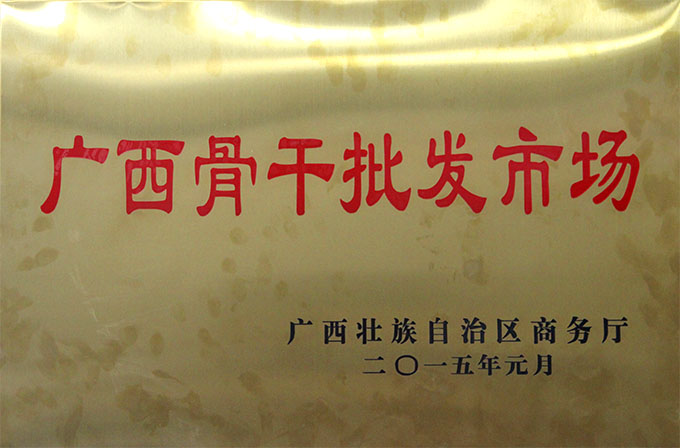 广西骨干批发市场
广西壮族自治区商务厅
二〇一五年元月